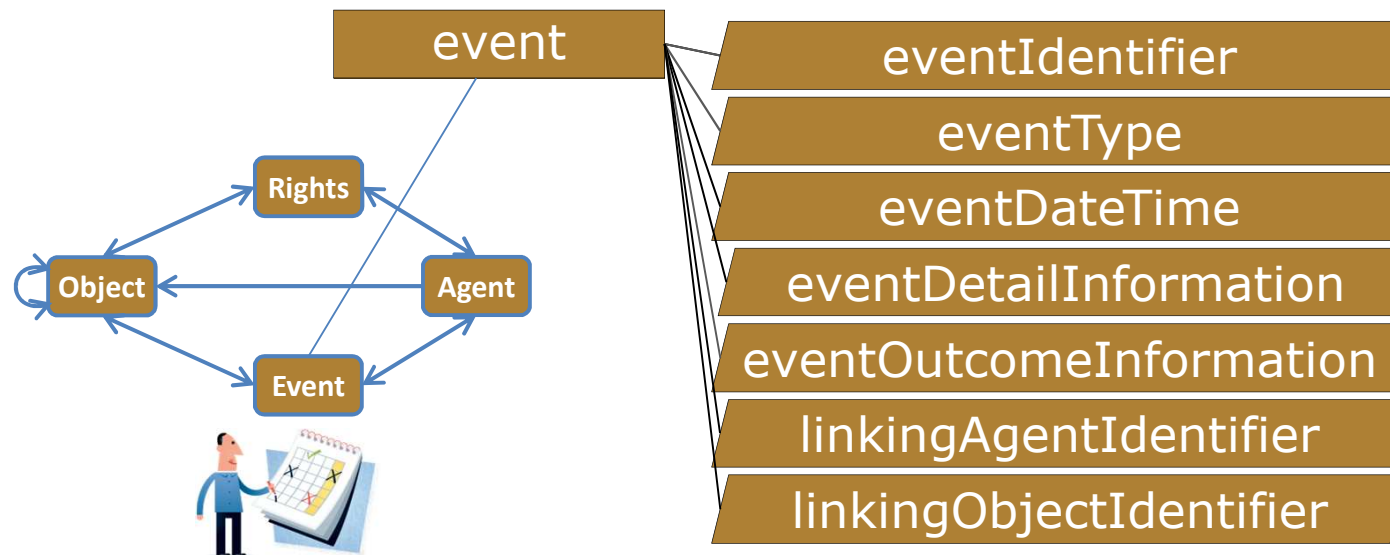 event
eventIdentifier
eventType
eventDateTime
eventDetailInformation
eventOutcomeInformation
linkingAgentIdentifier
linkingObjectIdentifier
Rights
Object
Agent
Event